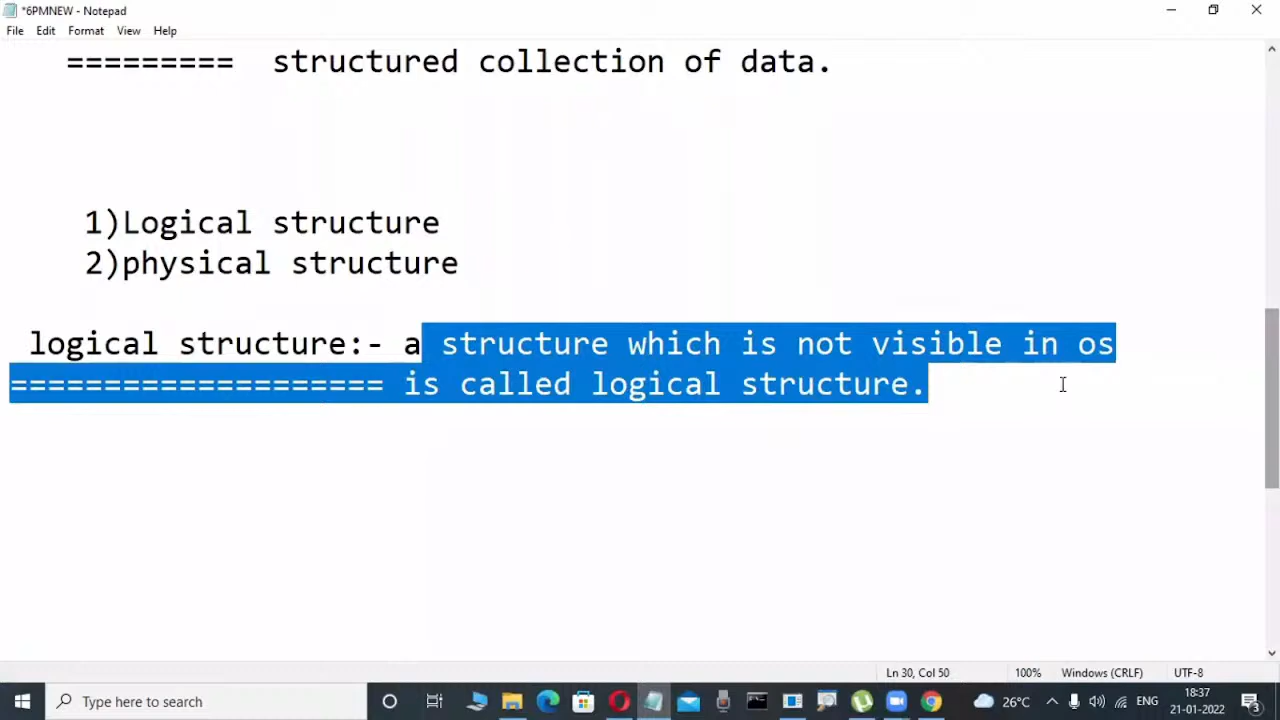 *6PMNEW - Notepad
File Edit Format View Help
========= structured collection of data.
1)Logical structure
2)physical structure
logical structure:- a structure which is not visible in os
==================== is called logical structure.
Ln 30, Col 50 100% Windows (CRLF) UTF-8
Type here to search
26°C ENG 18:37
21-01-2022
3